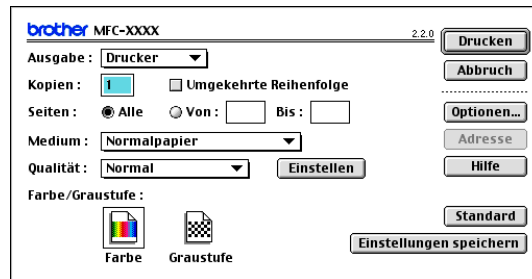 brother MFC-XXXX 2.2.0
Drucken
Ausgabe : Drucker
Abbruch
Kopien : 1 Umgekehrte Reihenfolge
Seiten : Alle Von : Bis :
Optionen...
Medium : Normalpapier
Adresse
Qualität : Normal Einstellen
Hilfe
Farbe/Graustufe :
Farbe Graustufe
Standard
Einstellungen speichern